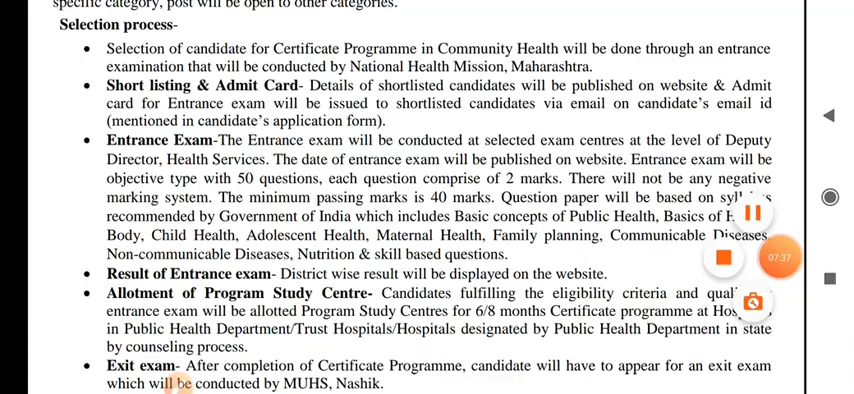 specific category, post will be open to other categories.
Selection process-
• Selection of candidate for Certificate Programme in Community Health will be done through an entrance
examination that will be conducted by National Health Mission, Maharashtra.
• Short listing & Admit Card- Details of shortlisted candidates will be published on website & Admit
card for Entrance exam will be issued to shortlisted candidates via email on candidate's email id
(mentioned in candidate's application form).
• Entrance Exam-The Entrance exam will be conducted at selected exam centres at the level of Deputy
Director, Health Services. The date of entrance exam will be published on website. Entrance exam will be
objective type with 50 questions, each question comprise of 2 marks. There will not be any negative
marking system. The minimum passing marks is 40 marks. Question paper will be based on
recommended by Government of India which includes Basic concepts of Public Health, Basics of
Body, Child Health, Adolescent Health, Maternal Health, Family planning, Communicable Diseases,
Non-communicable Diseases, Nutrition & skill based questions.
07:37
• Result of Entrance exam- District wise result will be displayed on the website.
• Allotment of Program Study Centre- Candidates fulfilling the eligibility criteria and
entrance exam will be allotted Program Study Centres for 6/8 months Certificate programme at
in Public Health Department/Trust Hospitals/Hospitals designated by Public Health Department in state
by counseling process.
• Exit exam- After completion of Certificate Programme, candidate will have to appear for an exit exam
which will be conducted by MUHS, Nashik.